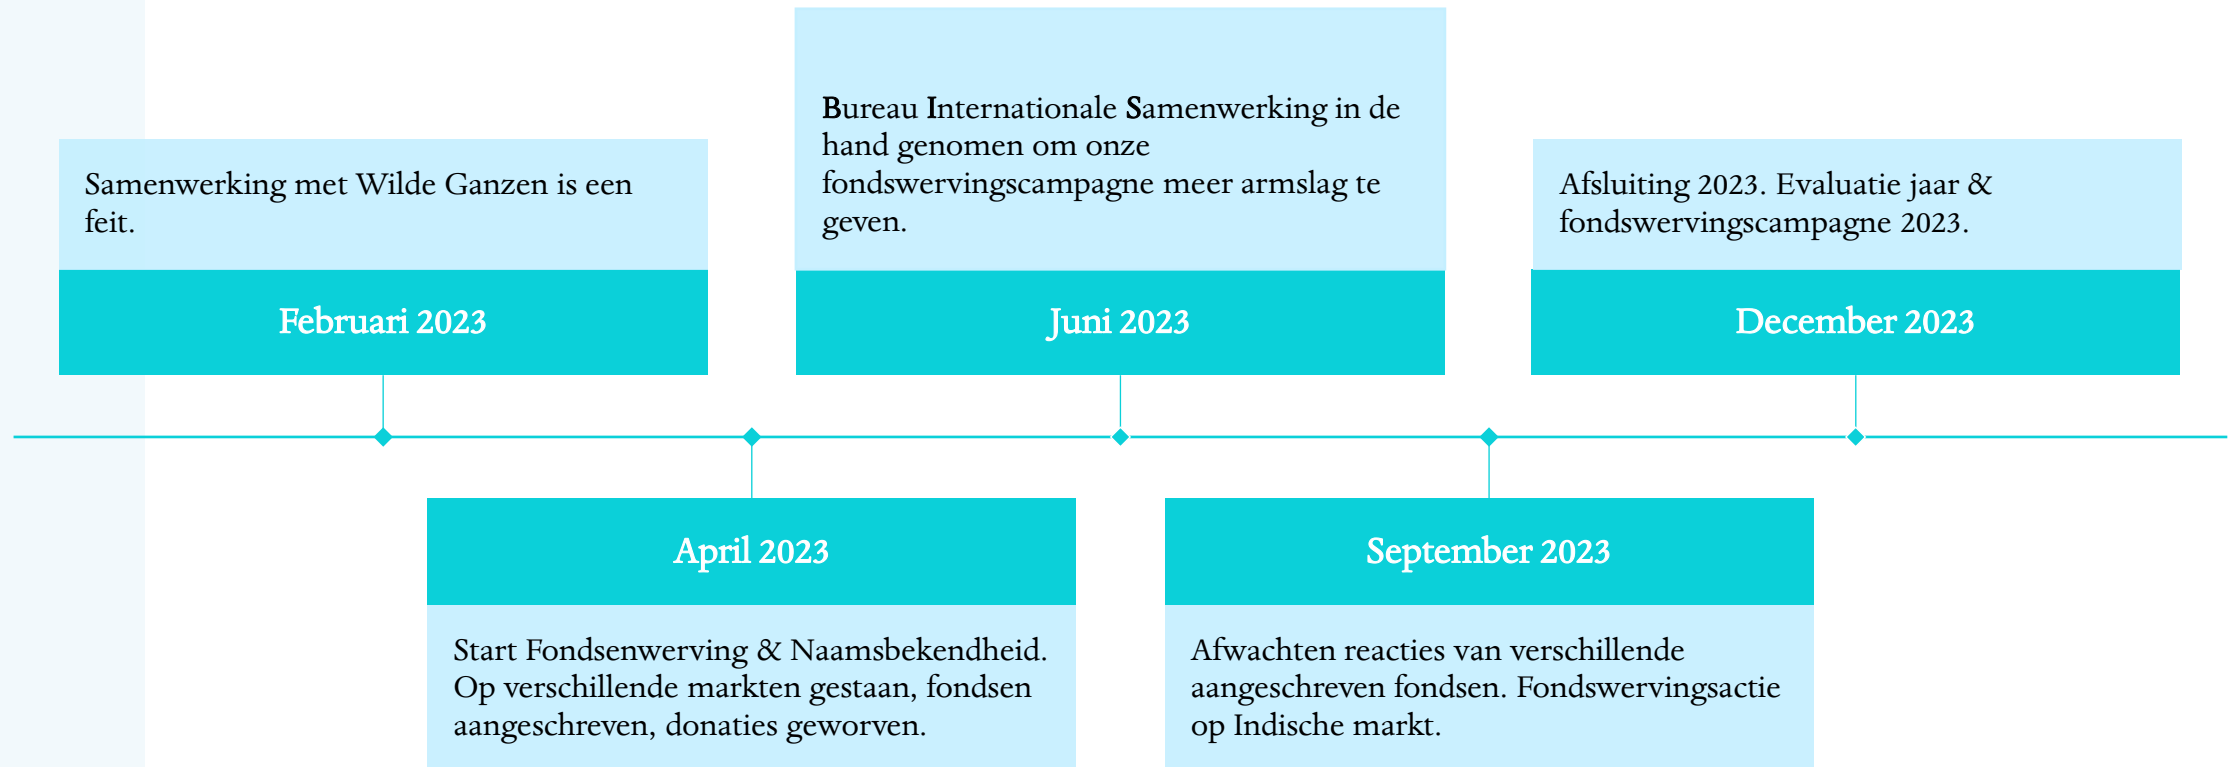 Samenwerking met Wilde Ganzen is een
feit.
Februari 2023
Start Fondsenwerving & Naamsbekendheid.
Op verschillende markten gestaan, fondsen
aangeschreven, donaties geworven.
April 2023
Bureau Internationale Samenwerking in de
hand genomen om onze
fondswervingscampagne meer armslag te
geven.
Juni 2023
September 2023
Afwachten reacties van verschillende
aangeschreven fondsen. Fondswervingsactie
op Indische markt.
Afsluiting 2023. Evaluatie jaar &
fondswervingscampagne 2023.
December 2023